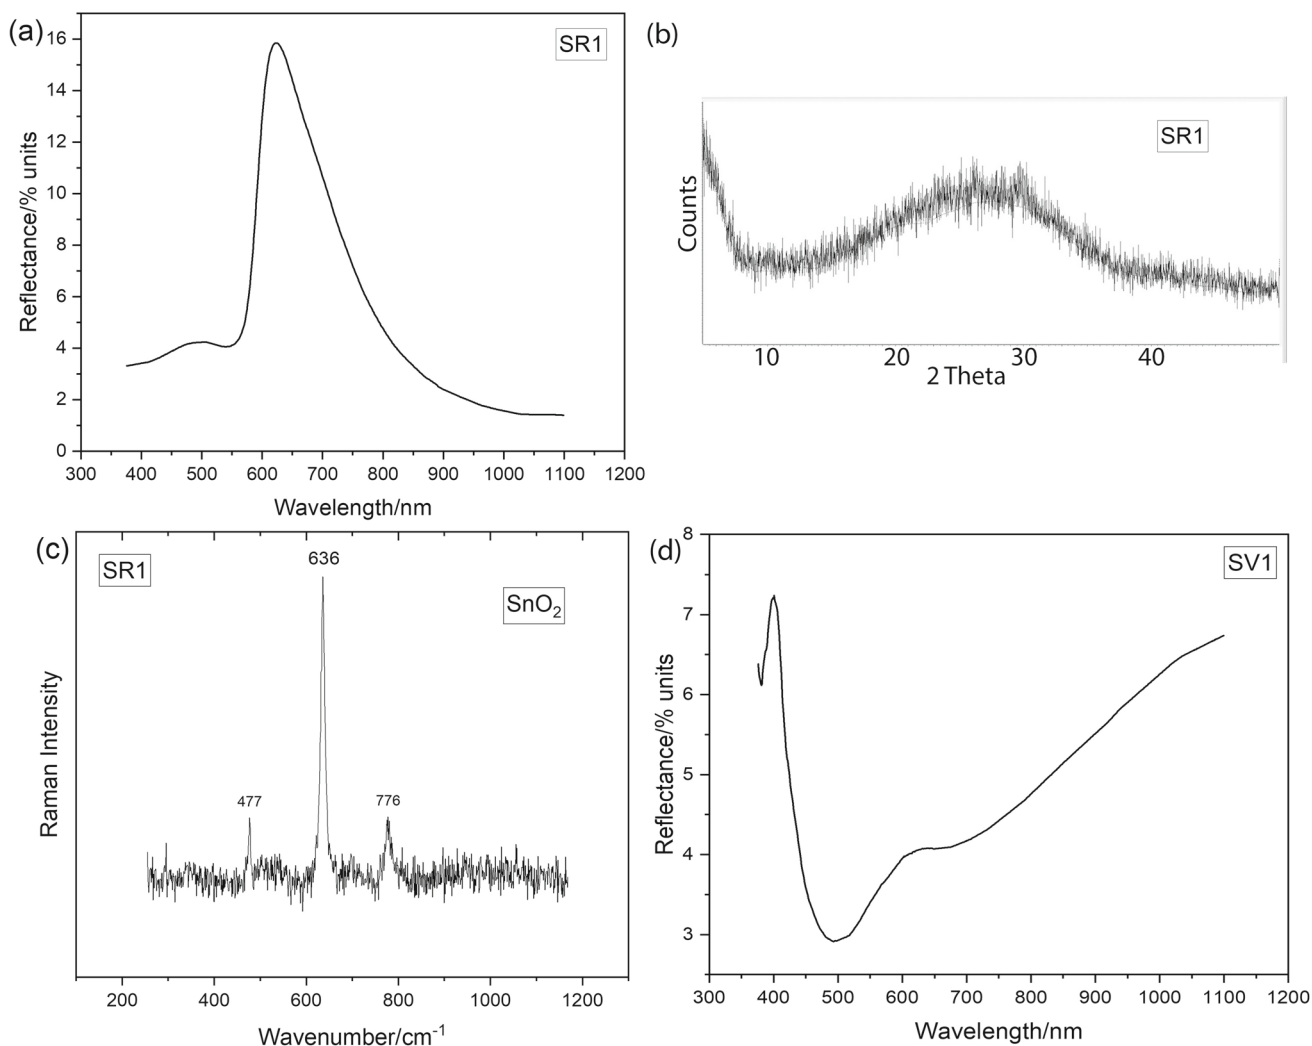 (a)
SR1
16
14
12
10
8
6
4
2
0
Reflectance/% units
300 400 500 600 700 800 900 1000 1100 1200
Wavelength/nm
(b)
SR1
Counts
10 20 30 40
2 Theta
(c)
SR1
636
SnO₂
477
776
Raman Intensity
200 400 600 800 1000 1200
Wavenumber/cm⁻¹
(d)
SV1
8
7
6
5
4
3
Reflectance/% units
300 400 500 600 700 800 900 1000 1100 1200
Wavelength/nm